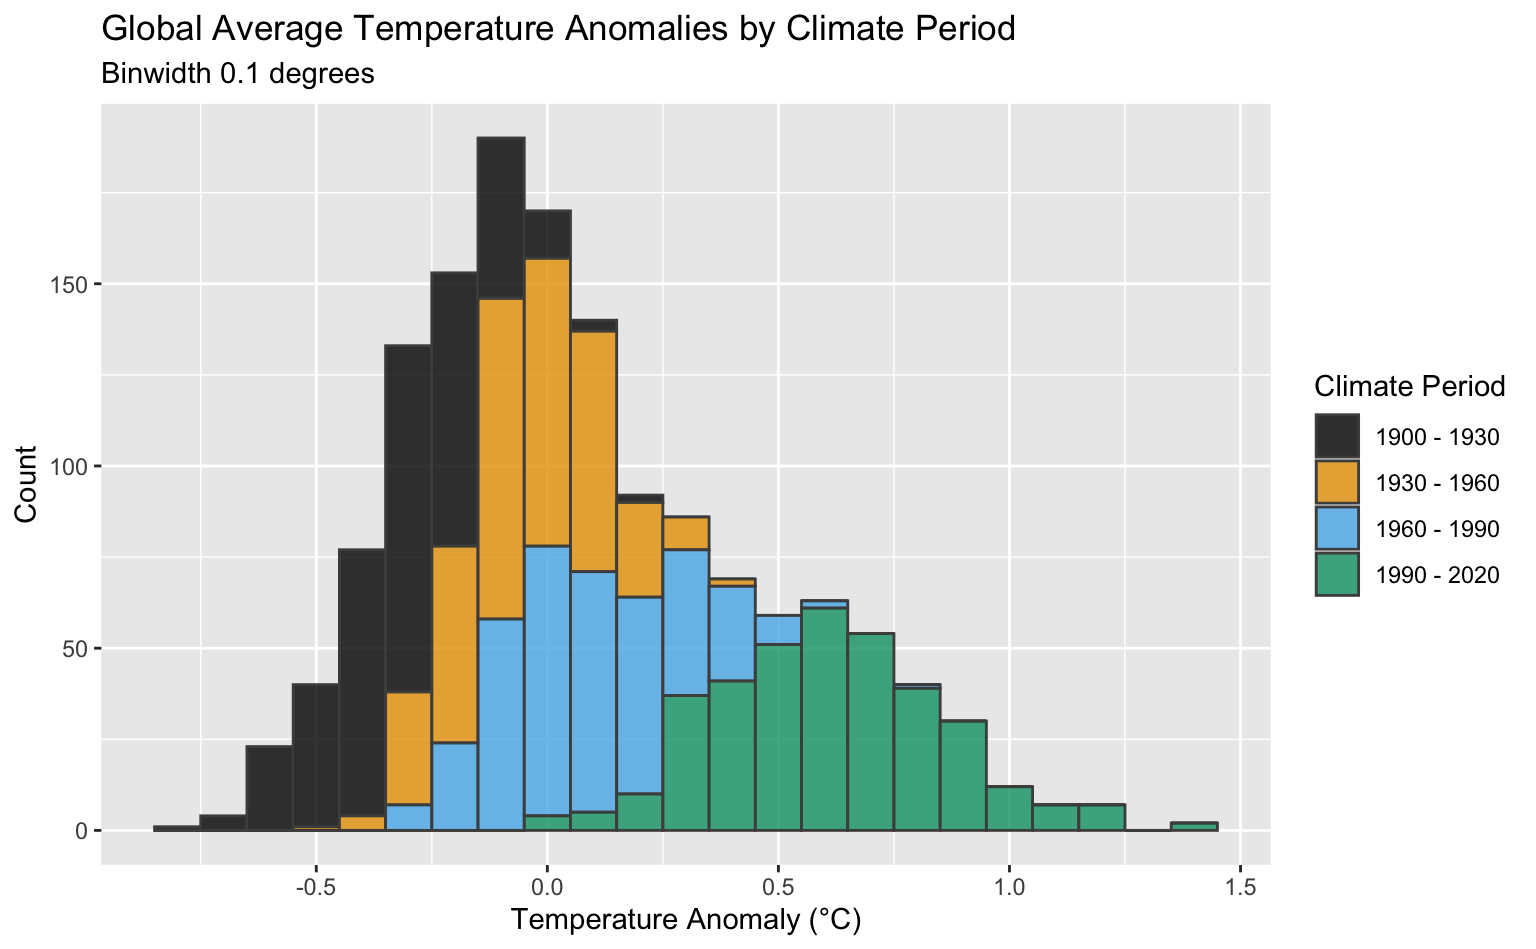 Global Average Temperature Anomalies by Climate Period
Binwidth 0.1 degrees
150
100
50
0
Count
-0.5
0.0
0.5
1.0
1.5
Temperature Anomaly (°C)
Climate Period
1900 - 1930
1930 - 1960
1960 - 1990
1990 - 2020